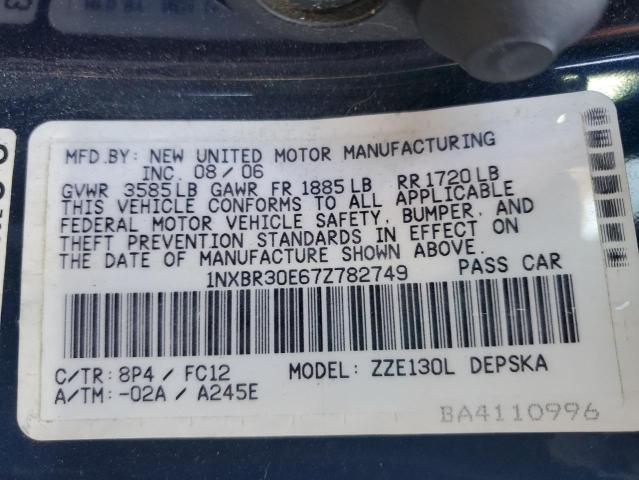 MFD.BY: NEW UNITED MOTOR MANUFACTURING
INC. 08/06
GVWR 3585LB GAWR FR 1885LB RR1720LB
THIS VEHICLE CONFORMS TO ALL APPLICABLE
FEDERAL MOTOR VEHICLE SAFETY, BUMPER, AND
THEFT PREVENTION STANDARDS IN EFFECT ON
THE DATE OF MANUFACTURE SHOWN ABOVE.
1NXBR30E67Z782749 PASS CAR
C/TR: 8P4 / FC12 MODEL: ZZE130L DEPSKA
A/TM: -02A / A245E
BA4110996